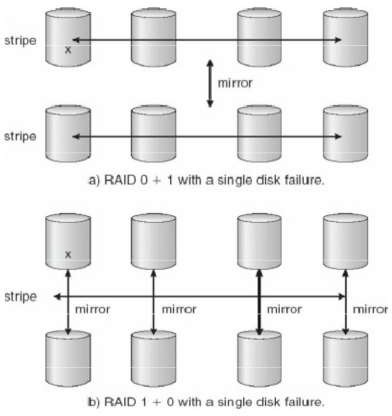 x
stripe
mirror
stripe
a) RAID 0 + 1 with a single disk failure.
x
stripe
mirror mirror mirror mirror
b) RAID 1 + 0 with a single disk failure.